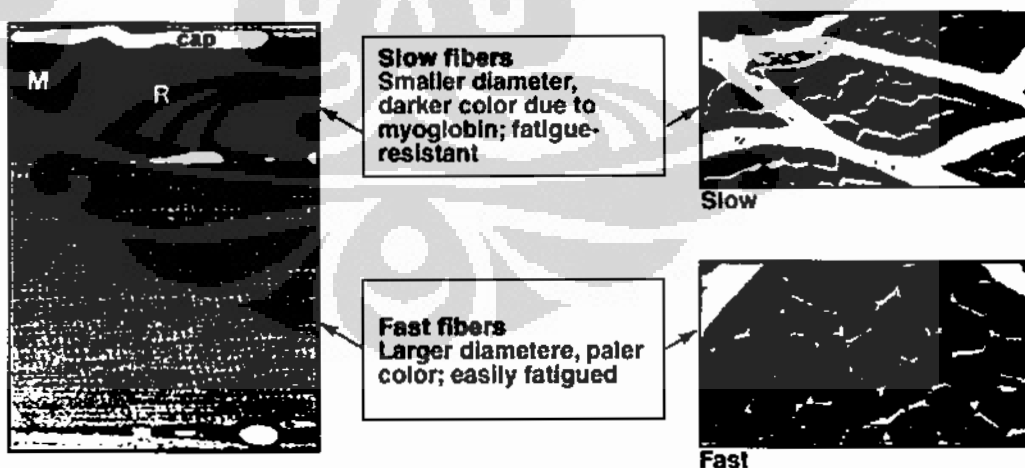 cap
M
R
Slow fibers
Smaller diameter,
darker color due to
myoglobin; fatigue-
resistant
Slow
Fast fibers
Larger diametere, paler
color; easily fatigued
Fast